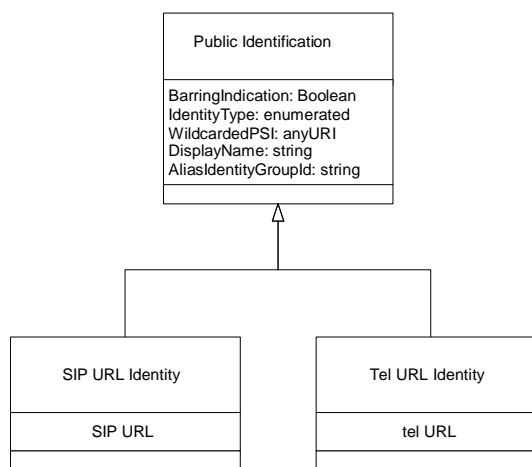 Public Identification
BarringIndication: Boolean
IdentityType: enumerated
WildcardedPSI: anyURI
DisplayName: string
AliasIdentityGroupId: string
SIP URL Identity
SIP URL
Tel URL Identity
tel URL